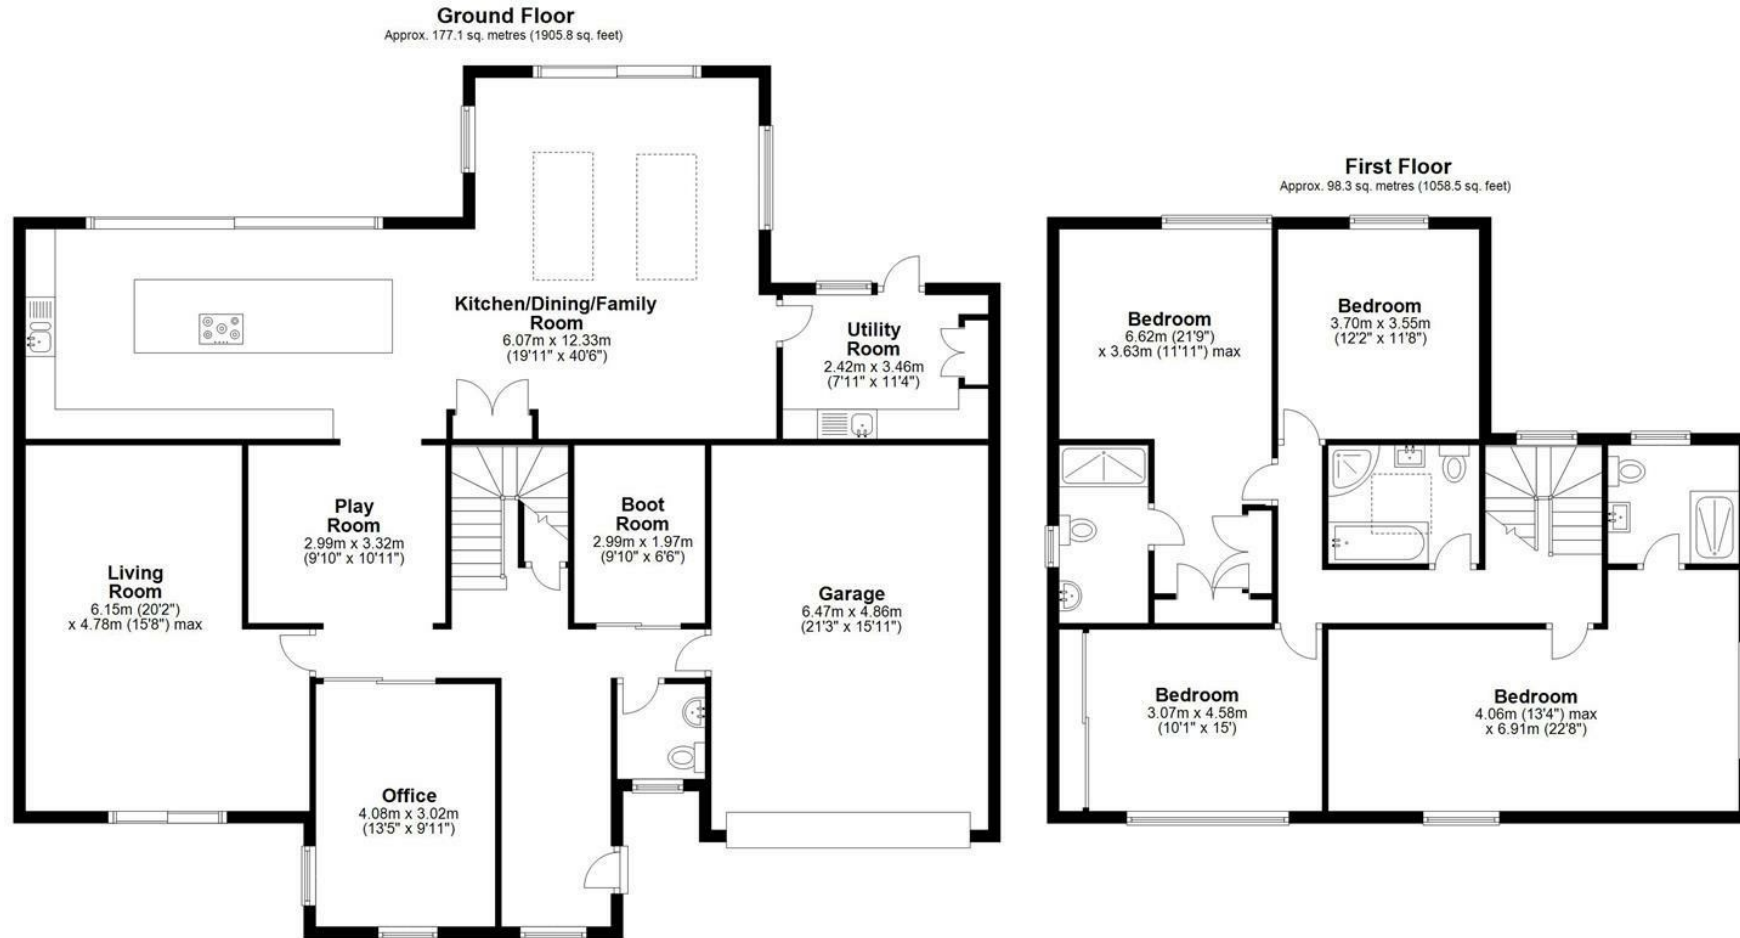 Ground Floor
Approx. 177.1 sq. metres (1905.8 sq. feet)
Kitchen/Dining/Family
Room
6.07m x 12.33m
(19'11" x 40'6")
Utility
Room
2.42m x 3.46m
(7'11" x 11'4")
Play
Room
2.99m x 3.32m
(9'10" x 10'11")
Boot
Room
2.99m x 1.97m
(9'10" x 6'6")
Living
Room
6.15m (20'2")
x 4.78m (15'8") max
Garage
6.47m x 4.86m
(21'3" x 15'11")
Office
4.08m x 3.02m
(13'5" x 9'11")
First Floor
Approx. 98.3 sq. metres (1058.5 sq. feet)
Bedroom
6.62m (21'9")
x 3.63m (11'11") max
Bedroom
3.70m x 3.55m
(12'2" x 11'8")
Bedroom
3.07m x 4.58m
(10'1" x 15')
Bedroom
4.06m (13'4") max
x 6.91m (22'8")